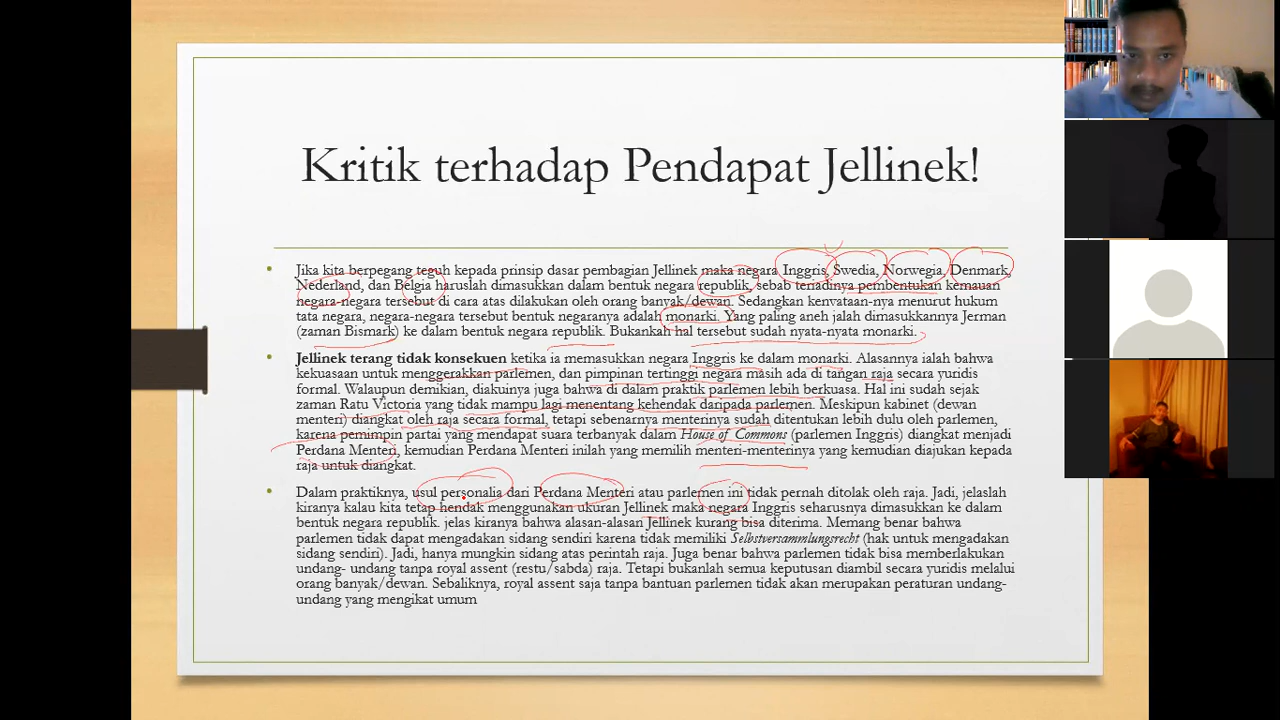 Kritik terhadap Pendapat Jellinek!
• Jika kita berpegang teguh kepada prinsip dasar pembagian Jellinek maka negara Inggris, Swedia, Norwegia, Denmark,
Nederland, dan Belgia haruslah dimasukkan dalam bentuk negara republik, sebab terjadinya pembentukan kemauan
negara-negara tersebut di cara atas dilakukan oleh orang banyak/dewan. Sedangkan kenyataan-nya menurut hukum
tata negara, negara-negara tersebut bentuk negaranya adalah monarki. Yang paling aneh jalah dimasukkannya Jerman
(zaman Bismark) ke dalam bentuk negara republik. Bukankah hal tersebut sudah nyata-nyata monarki.
• Jellinek terang tidak konsekuen ketika ia memasukkan negara Inggris ke dalam monarki. Alasannya ialah bahwa
kekuasaan untuk menggerakkan parlemen, dan pimpinan tertinggi negara masih ada di tangan raja secara yuridis
formal. Walaupun demikian, diakuinya juga bahwa di dalam praktik parlemen lebih berkuasa. Hal ini sudah sejak
zaman Ratu Victoria yang tidak mampu lagi menentang kehendak daripada parlemen. Meskipun kabinet (dewan
menteri) diangkat oleh raja secara formal, tetapi sebenarnya menterinya sudah ditentukan lebih dulu oleh parlemen,
karena pemimpin partai yang mendapat suara terbanyak dalam House of Commons (parlemen Inggris) diangkat menjadi
Perdana Menteri, kemudian Perdana Menteri inilah yang memilih menteri-menterinya yang kemudian diajukan kepada
raja untuk diangkat.
• Dalam praktiknya, usul personalia dari Perdana Menteri atau parlemen ini tidak pernah ditolak oleh raja. Jadi, jelaslah
kiranya kalau kita tetap hendak menggunakan ukuran Jellinek maka negara Inggris seharusnya dimasukkan ke dalam
bentuk negara republik. jelas kiranya bahwa alasan-alasan Jellinek kurang bisa diterima. Memang benar bahwa
parlemen tidak dapat mengadakan sidang sendiri karena tidak memiliki Selbstversammlungsrecht (hak untuk mengadakan
sidang sendiri). Jadi, hanya mungkin sidang atas perintah raja. Juga benar bahwa parlemen tidak bisa memberlakukan
undang- undang tanpa royal assent (restu/sabda) raja. Tetapi bukanlah semua keputusan diambil secara yuridis melalui
orang banyak/dewan. Sebaliknya, royal assent saja tanpa bantuan parlemen tidak akan merupakan peraturan undang-
undang yang mengikat umum